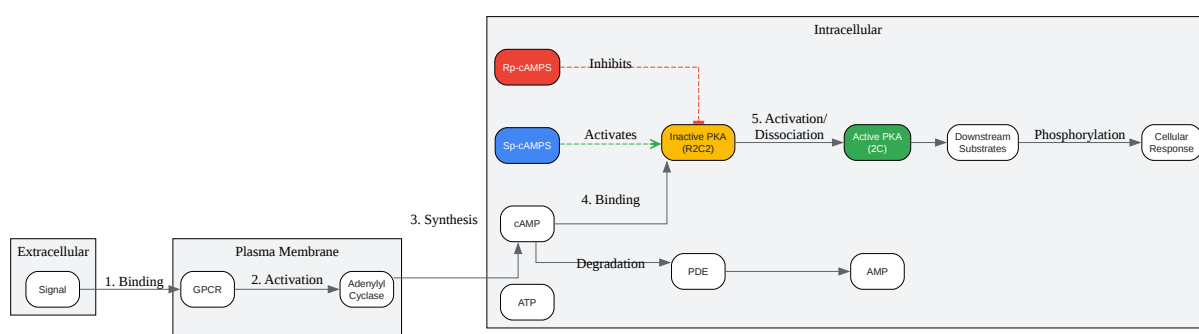 Intracellular
Rp-cAMPS
Inhibits
Sp-cAMPS
Activates
Inactive PKA
(R2C2)
5. Activation/
Dissociation
Active PKA
(2C)
Downstream
Substrates
Phosphorylation
Cellular
Response
3. Synthesis
cAMP
4. Binding
Degradation
PDE
AMP
ATP
Extracellular
Signal
1. Binding
Plasma Membrane
GPCR
2. Activation
Adenylyl
Cyclase